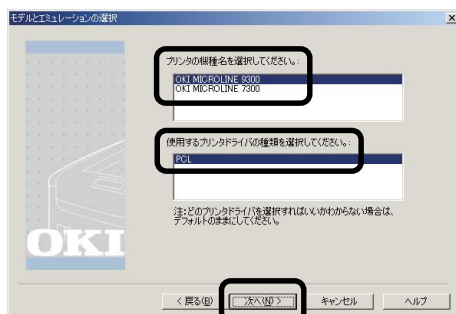 モデルとエミュレーションの選択
プリンタの機種名を選択してください。:
OKI MICROLINE 9300
OKI MICROLINE 7300
使用するプリンタドライバの種類を選択してください。:
PCL
注:どのプリンタドライバを選択すればいいかわからない場合は、
デフォルトのままにしてください。
OKI
< 戻る(B) 次へ(N) > キャンセル ヘルプ